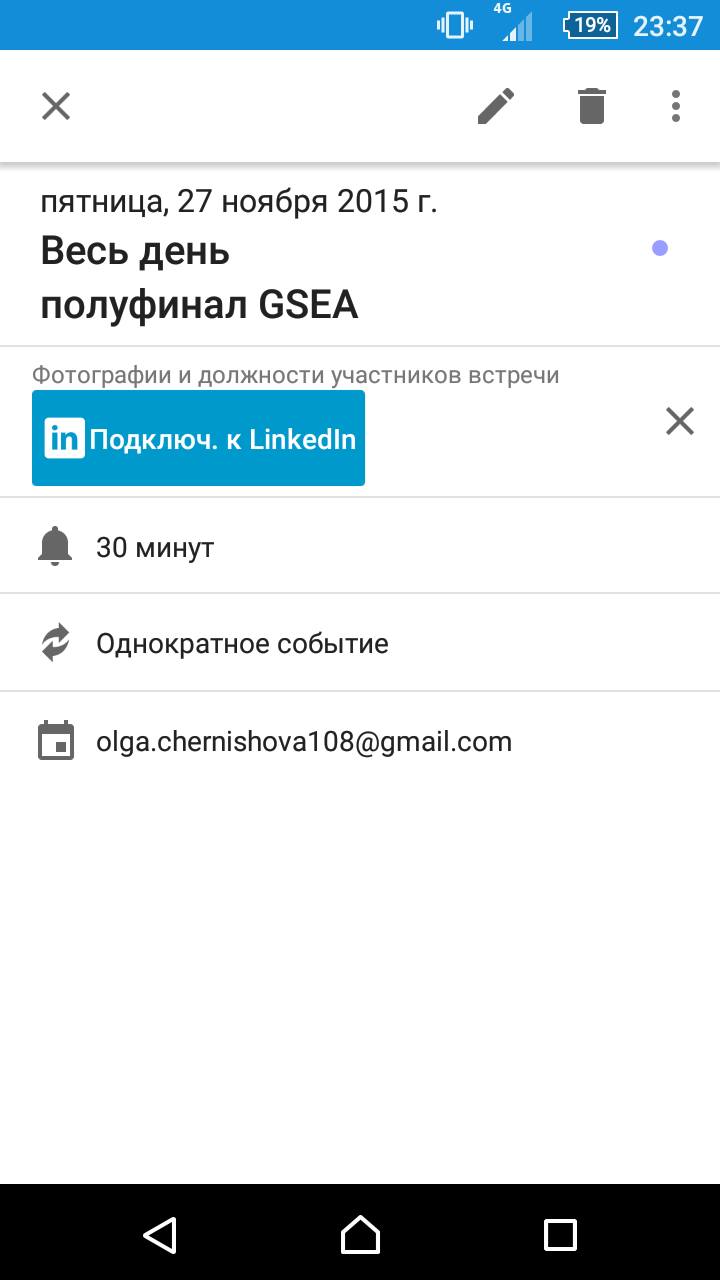 4G
19%
23:37
пятница, 27 ноября 2015 г.
Весь день
полуфинал GSEA
Фотографии и должности участников встречи
in Подключ. к LinkedIn
30 минут
Однократное событие
olga.chernishova108@gmail.com